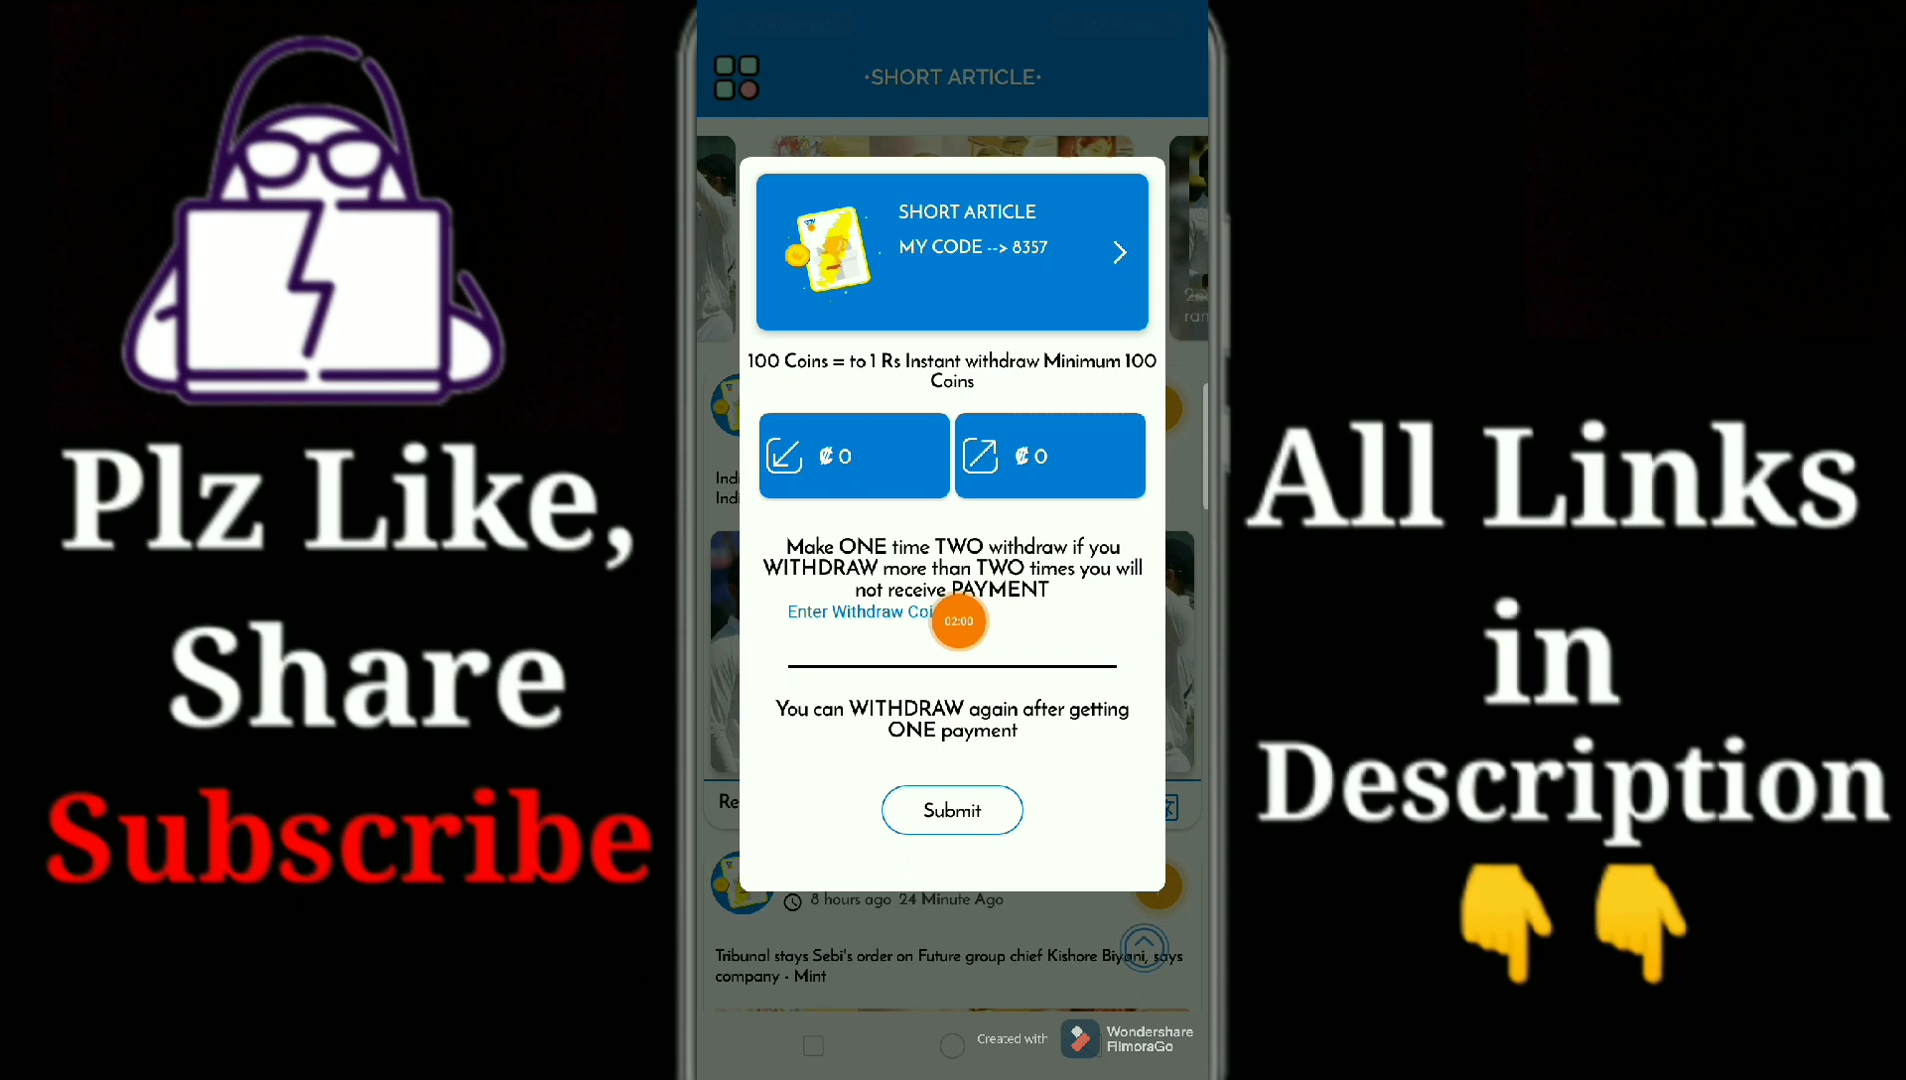 Plz Like,
Share
Subscribe
·SHORT ARTICLE·
SHORT ARTICLE
MY CODE --> 8357
100 Coins = to 1 Rs Instant withdraw Minimum 100
Coins
₡ 0
₡ 0
Make ONE time TWO withdraw if you
WITHDRAW more than TWO times you will
not receive PAYMENT
Enter Withdraw Coi
02:00
You can WITHDRAW again after getting
ONE payment
Submit
Indi
Indi
Re
8 hours ago 24 Minute Ago
Tribunal stays Sebi's order on Future group chief Kishore Biyani, says
company - Mint
Created with
Wondershare
FilmoraGo
All Links
in
Description